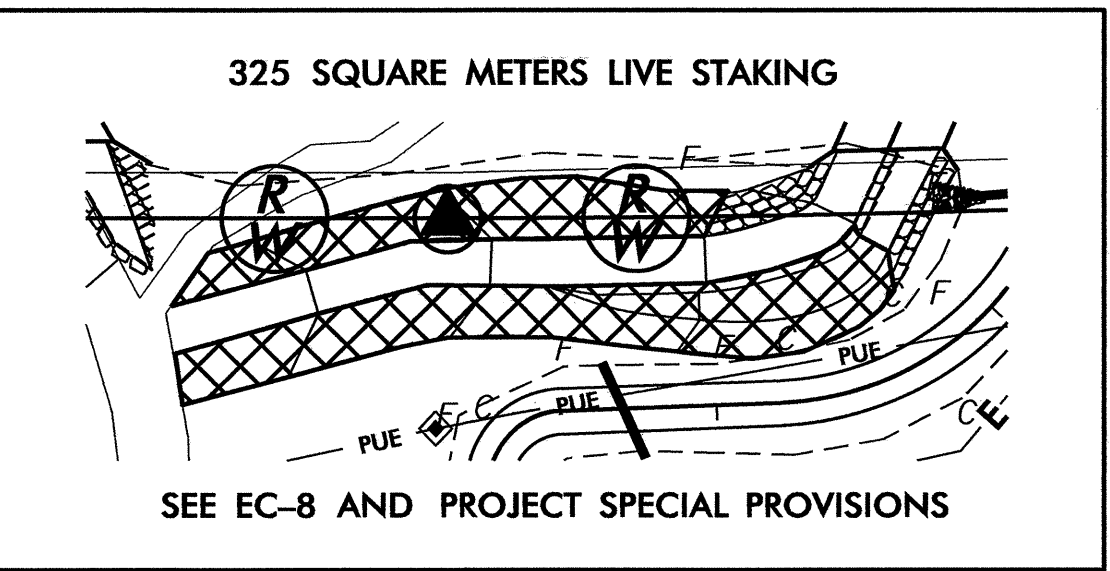 325 SQUARE METERS LIVE STAKING
F
R
W
R
W
C
F
F
F
C
PUE
F
C
PUE
PUE
C
E
SEE EC–8 AND PROJECT SPECIAL PROVISIONS